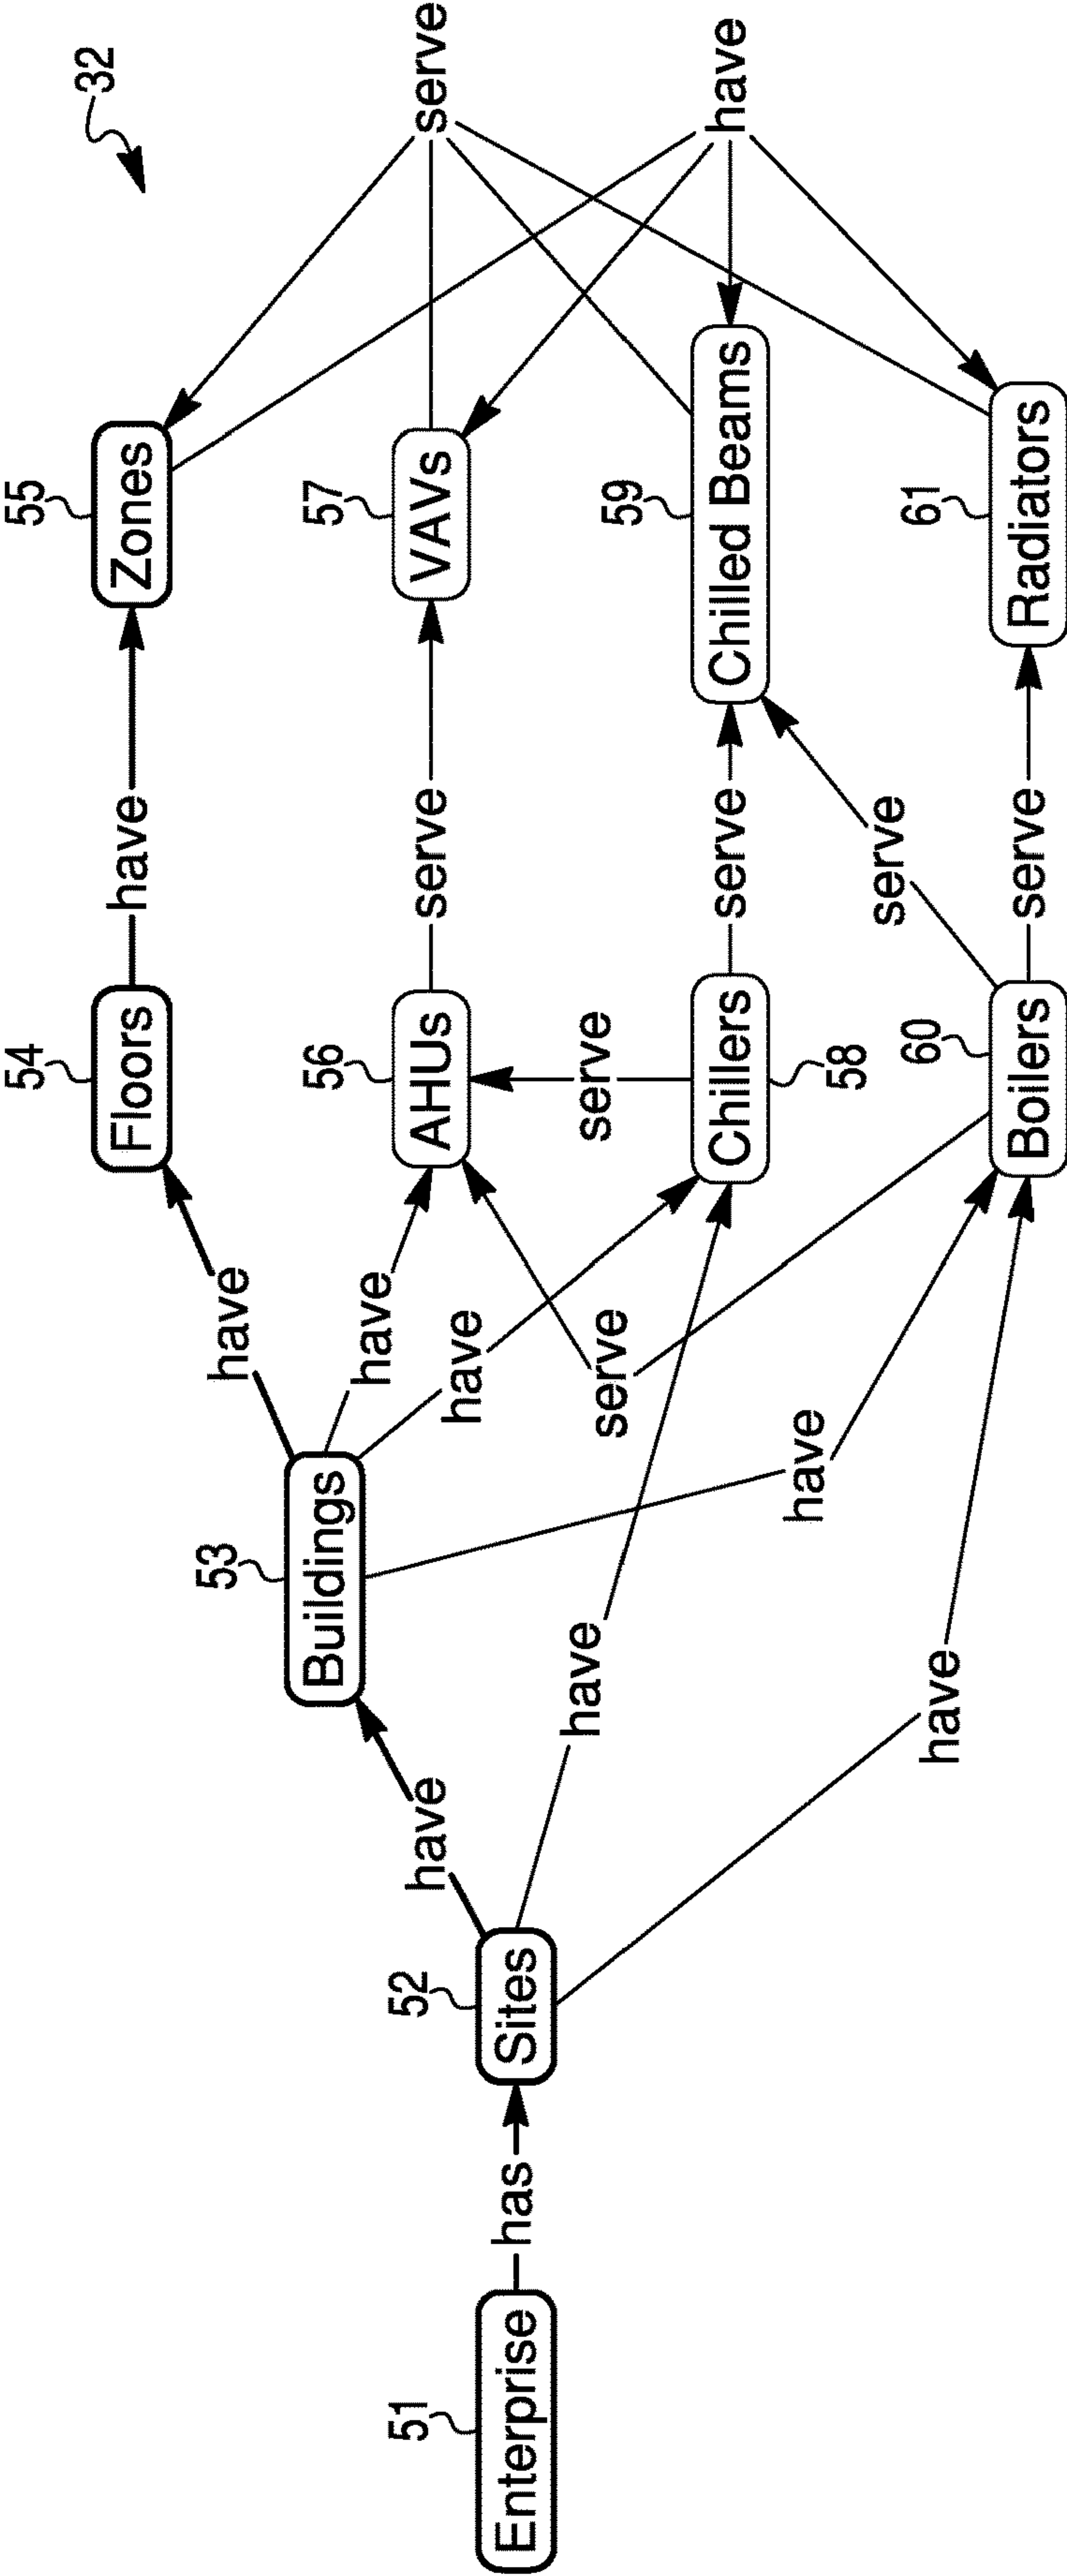 32
51
Enterprise
has
52
Sites
have
have
have
53
Buildings
have
have
have
have
54
Floors
have
55
Zones
56
AHUs
serve
57
VAVs
serve
serve
58
Chillers
serve
59
Chilled Beams
serve
60
Boilers
serve
61
Radiators
serve
have